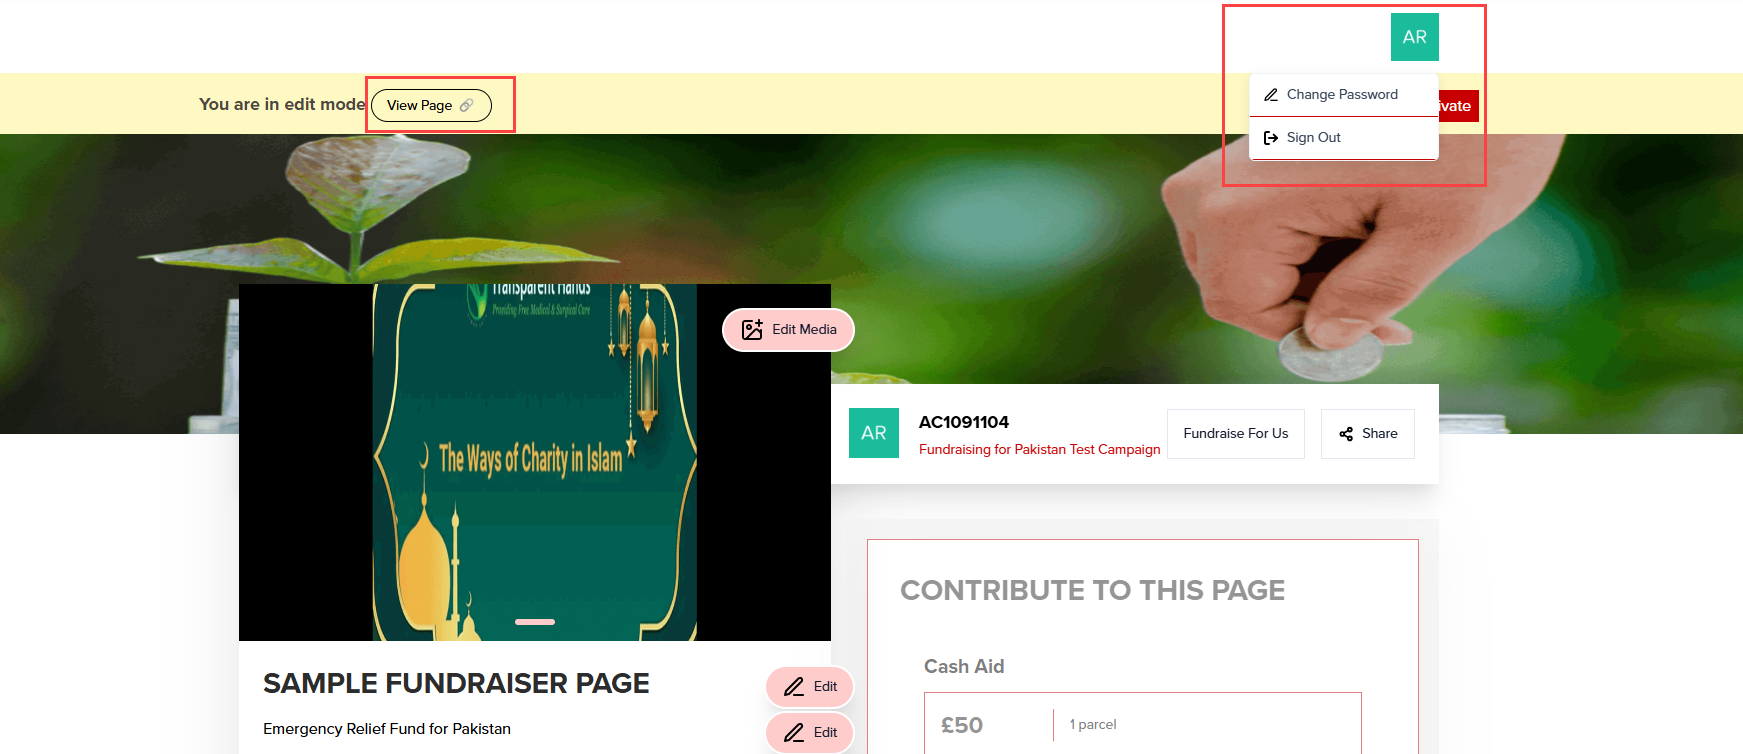 AR
You are in edit mode
View Page
Change Password
ivate
Sign Out
Transparent Hands
Providing Free Medical & Surgical Care
Edit Media
The Ways of Charity in Islam
AR
AC1091104
Fundraising for Pakistan Test Campaign
Fundraise For Us
Share
CONTRIBUTE TO THIS PAGE
Cash Aid
£50
1 parcel
SAMPLE FUNDRAISER PAGE
Edit
Emergency Relief Fund for Pakistan
Edit